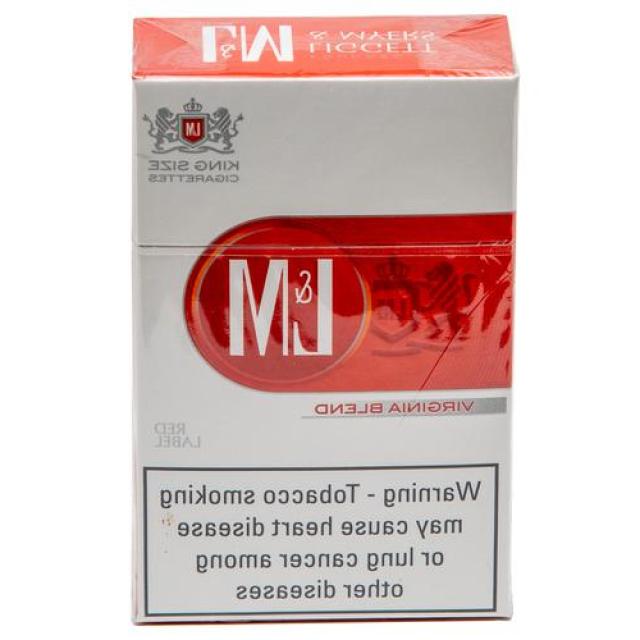 L&M LIGGETT
& MYERS
LM
KING SIZE
CIGARETTES
L&M
VIRGINIA BLEND
RED
LABEL
Warning - Tobacco smoking
may cause heart disease
or lung cancer among
other diseases